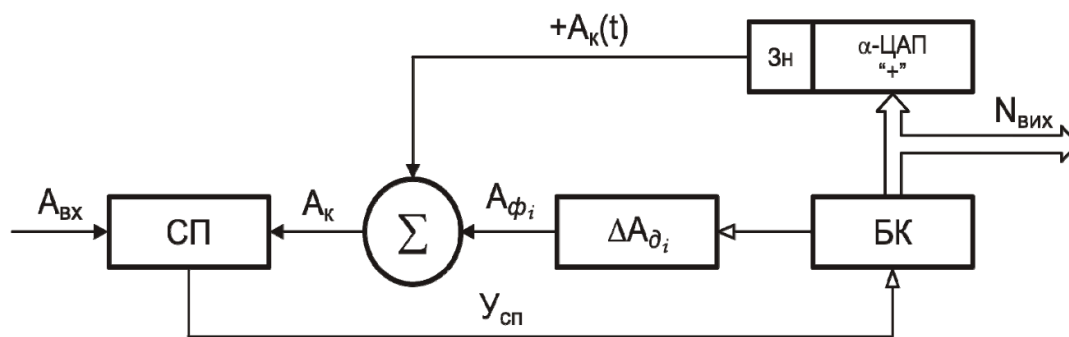 +Aк(t)
Зн
α-ЦАП
“+”
Nвих
Aвх
СП
Aк
Σ
Aфi
ΔAдi
БК
Усп